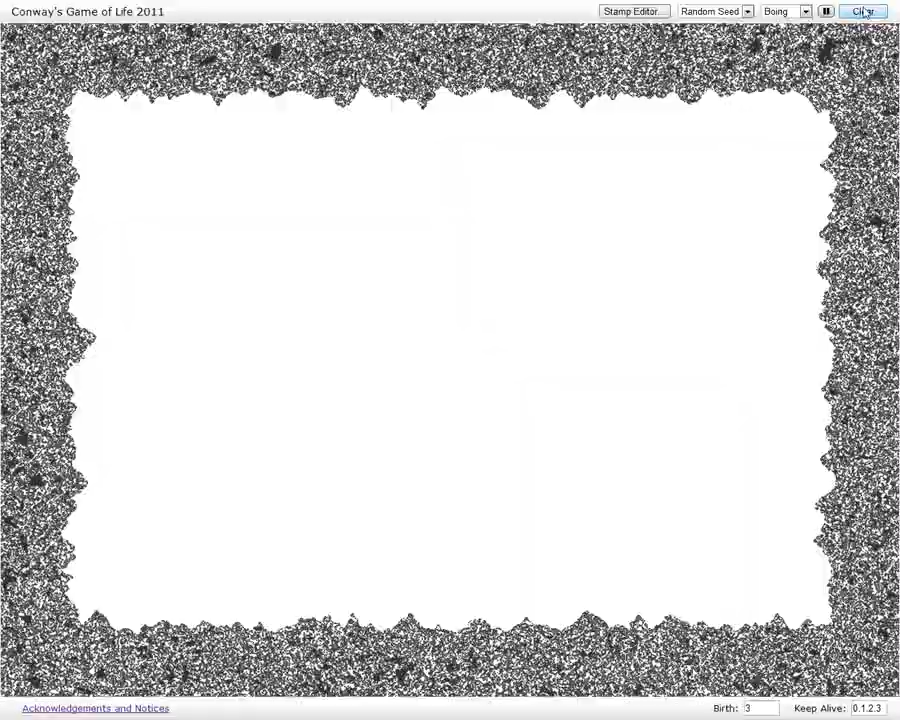 Conway's Game of Life 2011
Stamp Editor...
Random Seed
Boing
Clear
Acknowledgements and Notices
Birth: 3
Keep Alive: 0.1.2.3